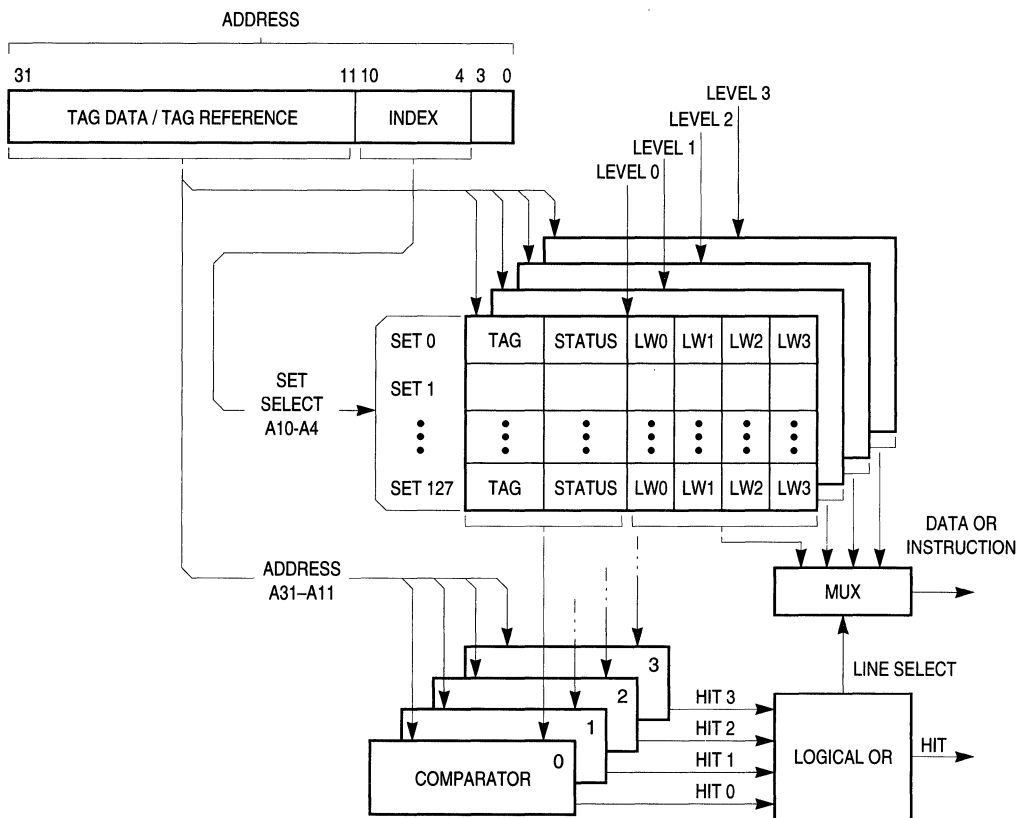 ADDRESS
31 11 10 4 3 0
TAG DATA / TAG REFERENCE INDEX
LEVEL 3
LEVEL 2
LEVEL 1
LEVEL 0
SET 0 TAG STATUS LW0 LW1 LW2 LW3
SET 1
SET
SELECT
A10-A4
SET 127 TAG STATUS LW0 LW1 LW2 LW3
DATA OR
INSTRUCTION
ADDRESS
A31–A11
MUX
3
LINE SELECT
2
HIT 3
1
HIT 2
0
COMPARATOR
HIT 1
HIT 0
LOGICAL OR
HIT